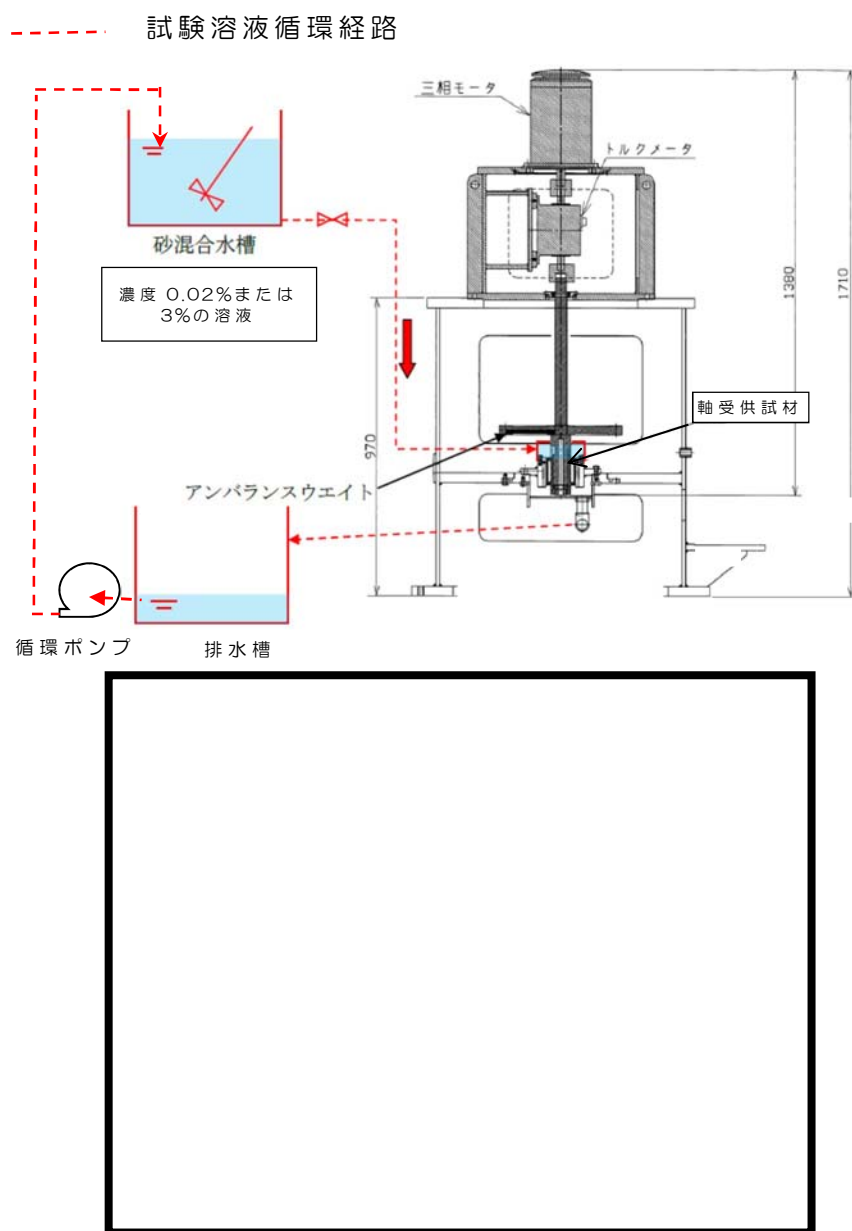 試験溶液循環経路
三相モータ
トルクメータ
砂混合水槽
濃度 0.02%または
3%の溶液
1380
1710
970
軸受供試材
アンバランスウエイト
循環ポンプ
排水槽